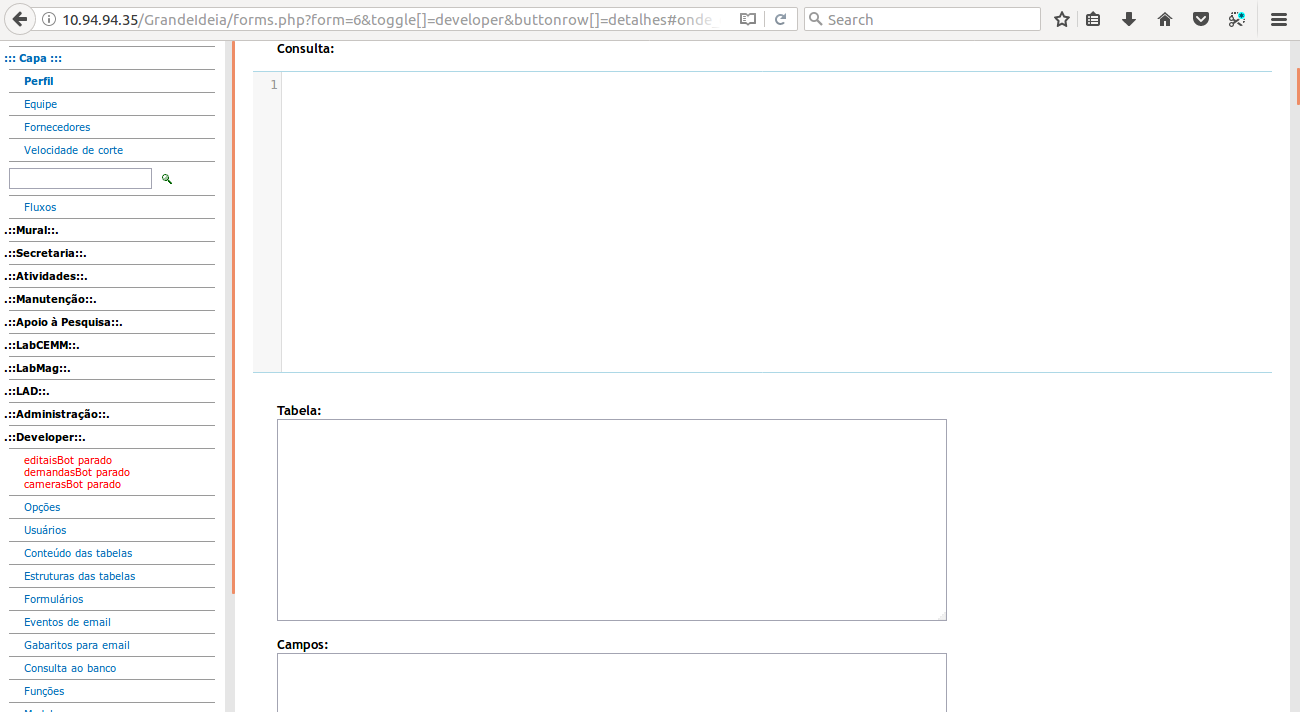 10.94.94.35/GrandeIdeia/forms.php?form=6&toggle[]=developer&buttonrow[]=detalhes#onde_
Search
::: Capa :::
Perfil
Equipe
Fornecedores
Velocidade de corte
Fluxos
.::Mural::.
.::Secretaria::.
.::Atividades::.
.::Manutenção::.
.::Apoio à Pesquisa::.
.::LabCEMM::.
.::LabMag::.
.::LAD::.
.::Administração::.
.::Developer::.
editaisBot parado
demandasBot parado
camerasBot parado
Opções
Usuários
Conteúdo das tabelas
Estruturas das tabelas
Formulários
Eventos de email
Gabaritos para email
Consulta ao banco
Funções
Consulta:
1
Tabela:
Campos: